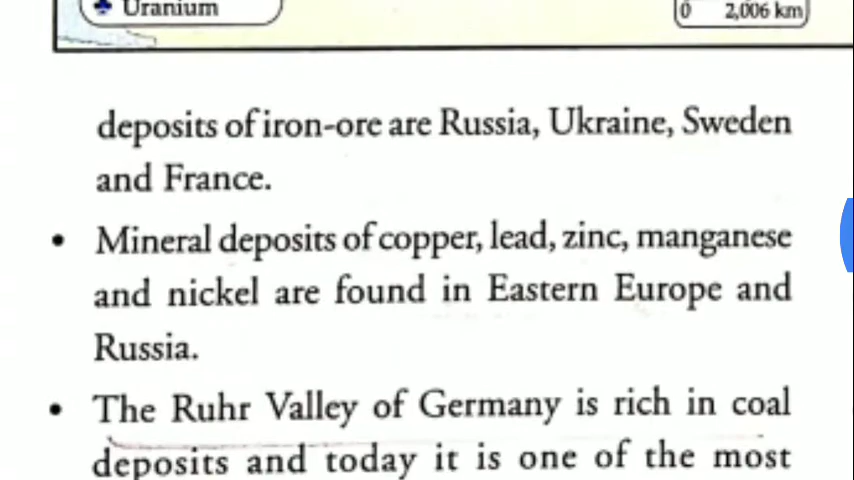 ♣ Uranium
0 2,006 km
deposits of iron-ore are Russia, Ukraine, Sweden
and France.
• Mineral deposits of copper, lead, zinc, manganese
and nickel are found in Eastern Europe and
Russia.
• The Ruhr Valley of Germany is rich in coal
deposits and today it is one of the most